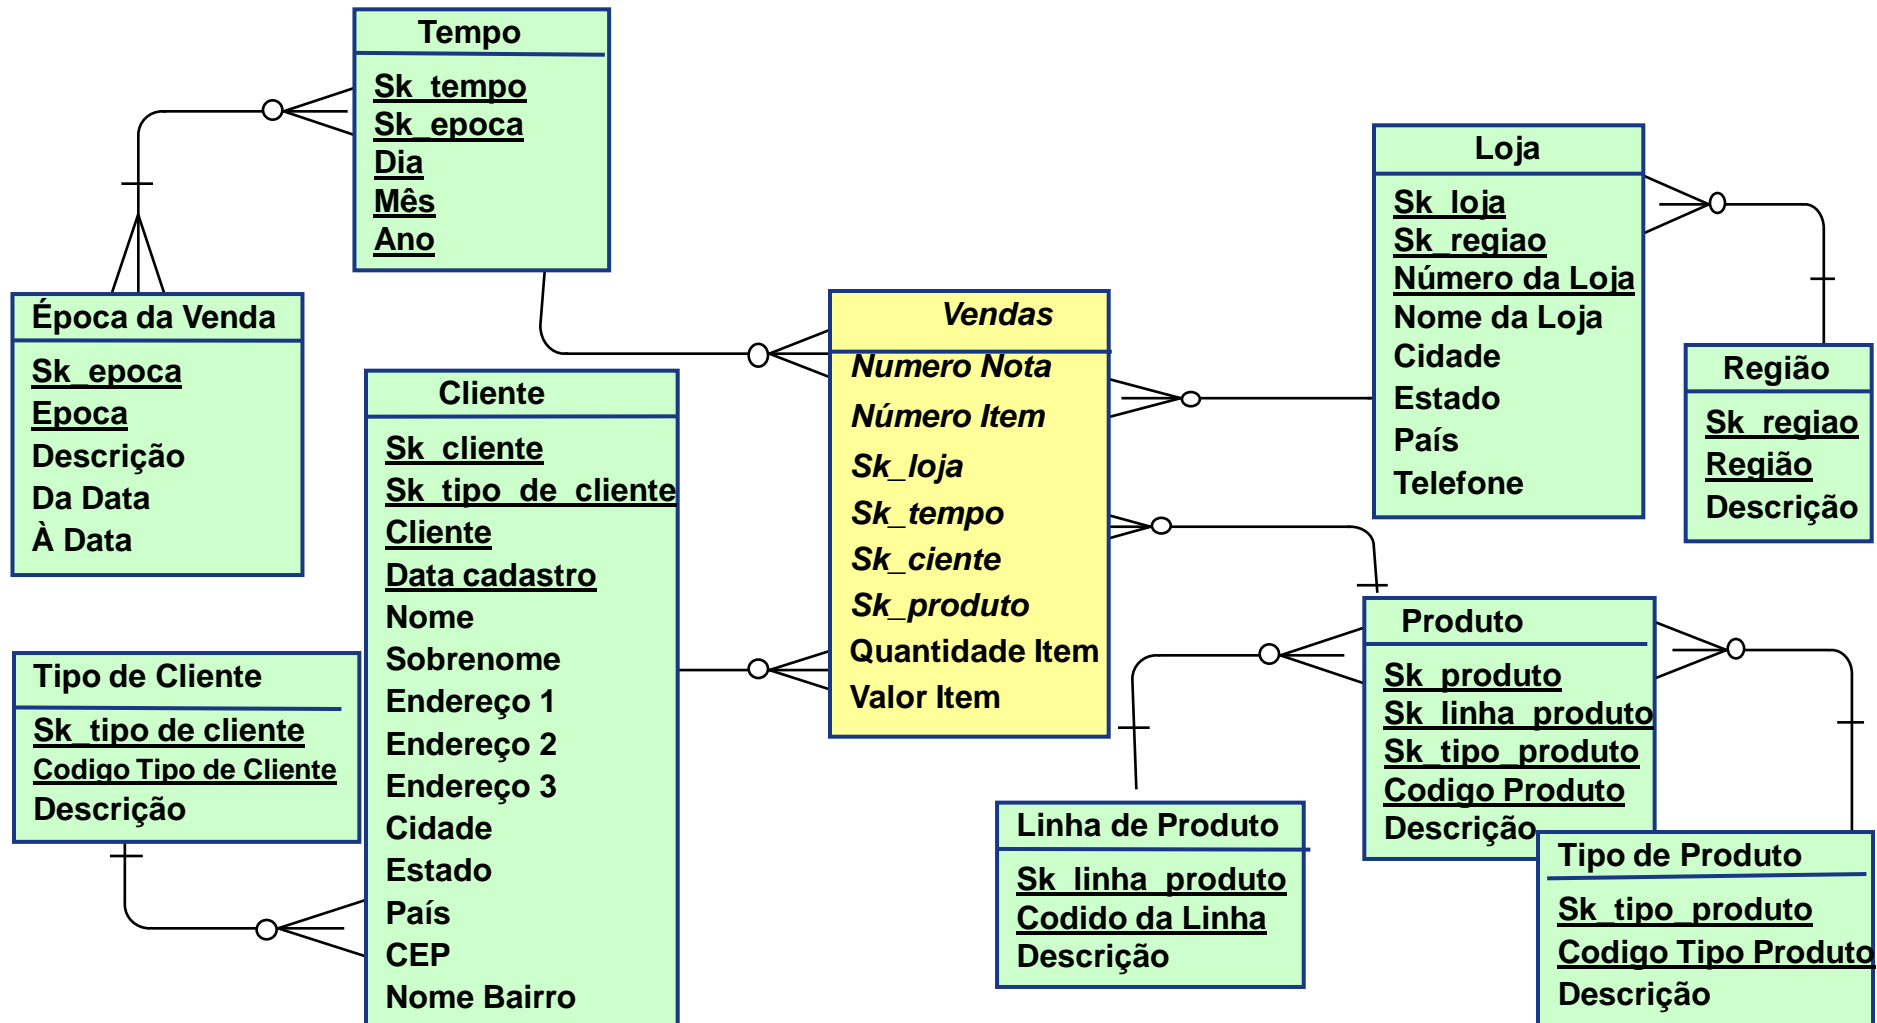 Tempo
Sk_tempo
Sk_epoca
Dia
Mês
Ano
Época da Venda
Sk_epoca
Epoca
Descrição
Da Data
À Data
Cliente
Sk_cliente
Sk_tipo_de_cliente
Cliente
Data cadastro
Nome
Sobrenome
Endereço 1
Endereço 2
Endereço 3
Cidade
Estado
País
CEP
Nome Bairro
Tipo de Cliente
Sk_tipo de cliente
Codigo Tipo de Cliente
Descrição
Vendas
Numero Nota
Número Item
Sk_loja
Sk_tempo
Sk_ciente
Sk_produto
Quantidade Item
Valor Item
Loja
Sk_loja
Sk_regiao
Número da Loja
Nome da Loja
Cidade
Estado
País
Telefone
Região
Sk_regiao
Região
Descrição
Produto
Sk_produto
Sk_linha_produto
Sk_tipo_produto
Codigo Produto
Descrição
Linha de Produto
Sk_linha_produto
Codido da Linha
Descrição
Tipo de Produto
Sk_tipo_produto
Codigo Tipo Produto
Descrição